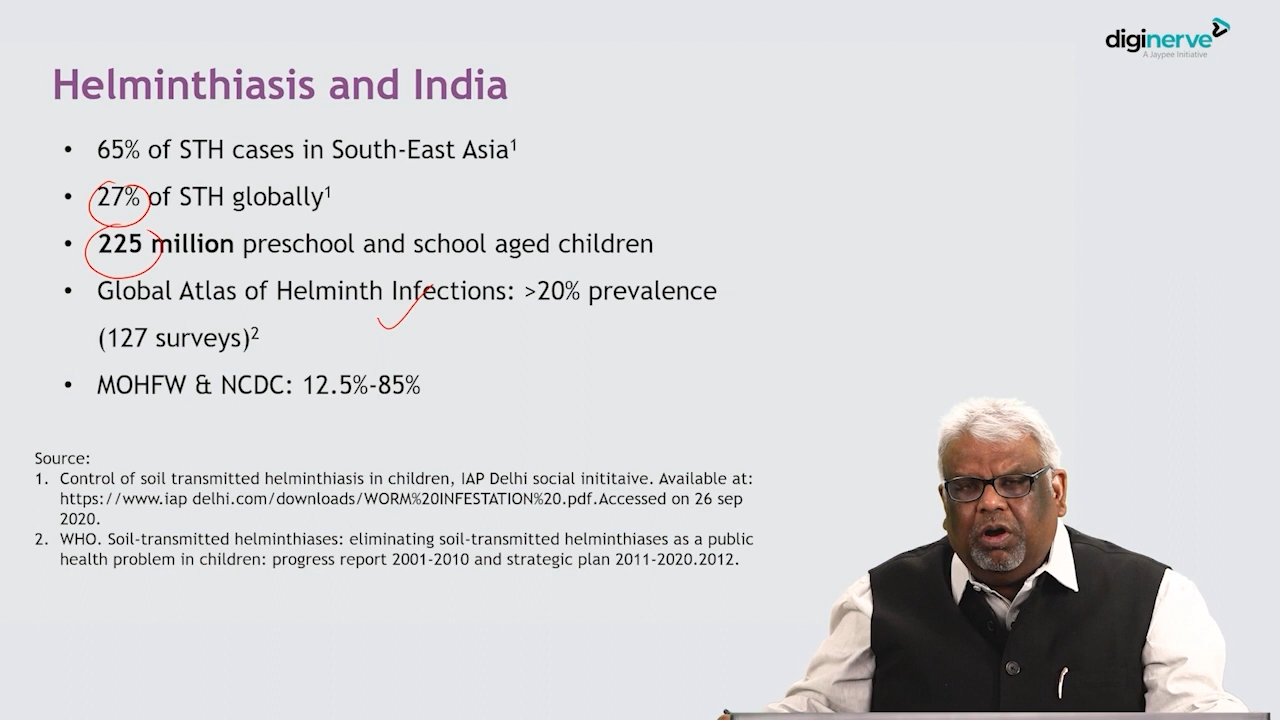 diginerve
A Jaypee Initiative
Helminthiasis and India
• 65% of STH cases in South-East Asia¹
• 27% of STH globally¹
• 225 million preschool and school aged children
• Global Atlas of Helminth Infections: >20% prevalence
(127 surveys)²
• MOHFW & NCDC: 12.5%-85%
Source:
1. Control of soil transmitted helminthiasis in children, IAP Delhi social inititaive. Available at:
https://www.iap delhi.com/downloads/WORM%20INFESTATION%20.pdf.Accessed on 26 sep
2020.
2. WHO. Soil-transmitted helminthiases: eliminating soil-transmitted helminthiases as a public
health problem in children: progress report 2001-2010 and strategic plan 2011-2020.2012.